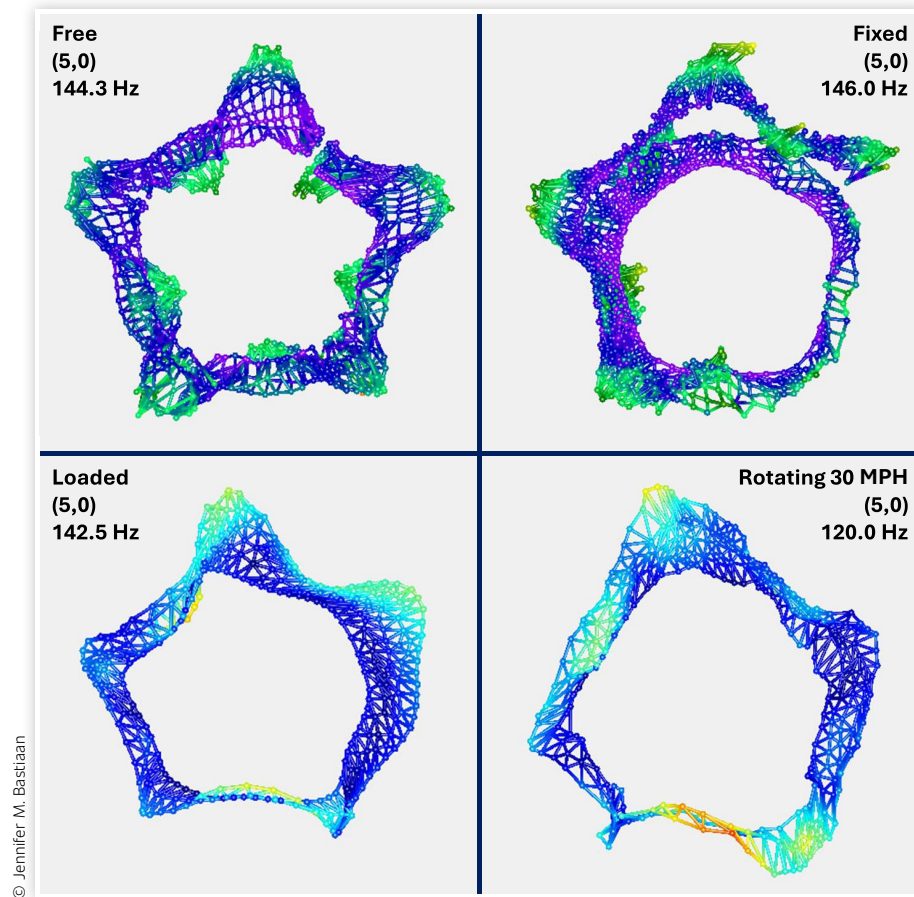 Free
(5,0)
144.3 Hz
Fixed
(5,0)
146.0 Hz
Loaded
(5,0)
142.5 Hz
Rotating 30 MPH
(5,0)
120.0 Hz
© Jennifer M. Bastiaan